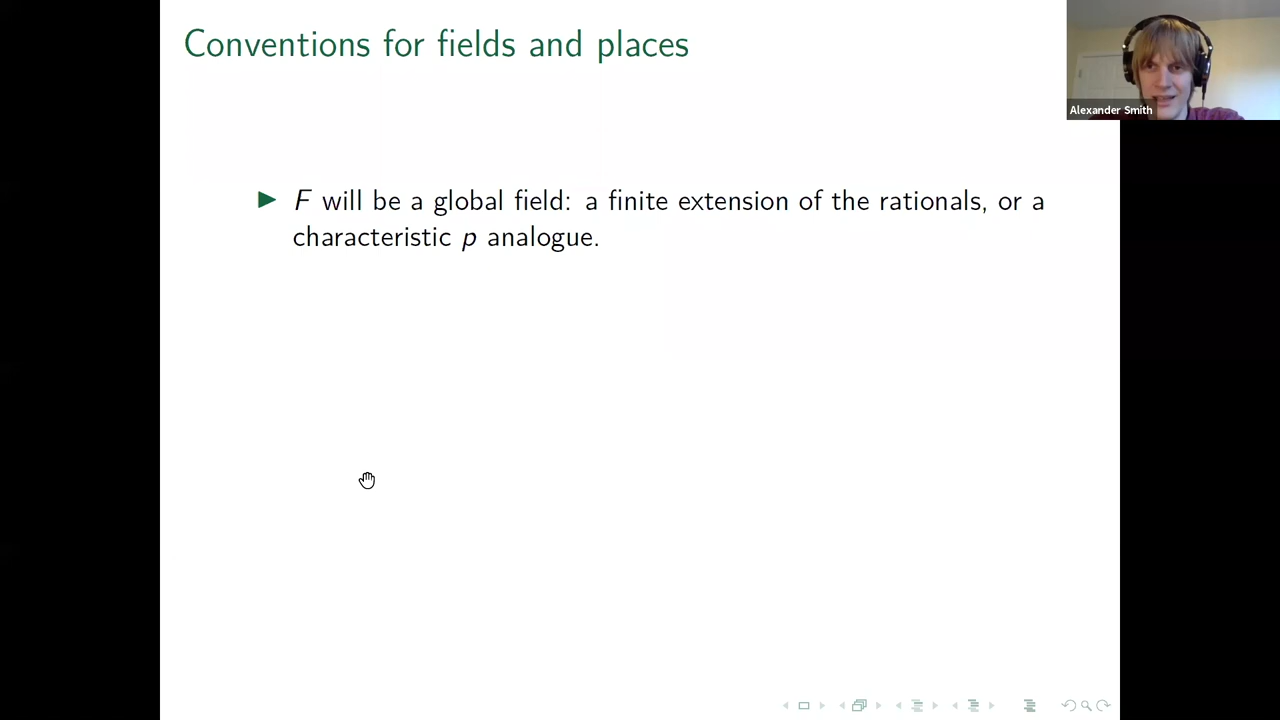 Conventions for fields and places
Alexander Smith
▶ F will be a global field: a finite extension of the rationals, or a
characteristic p analogue.